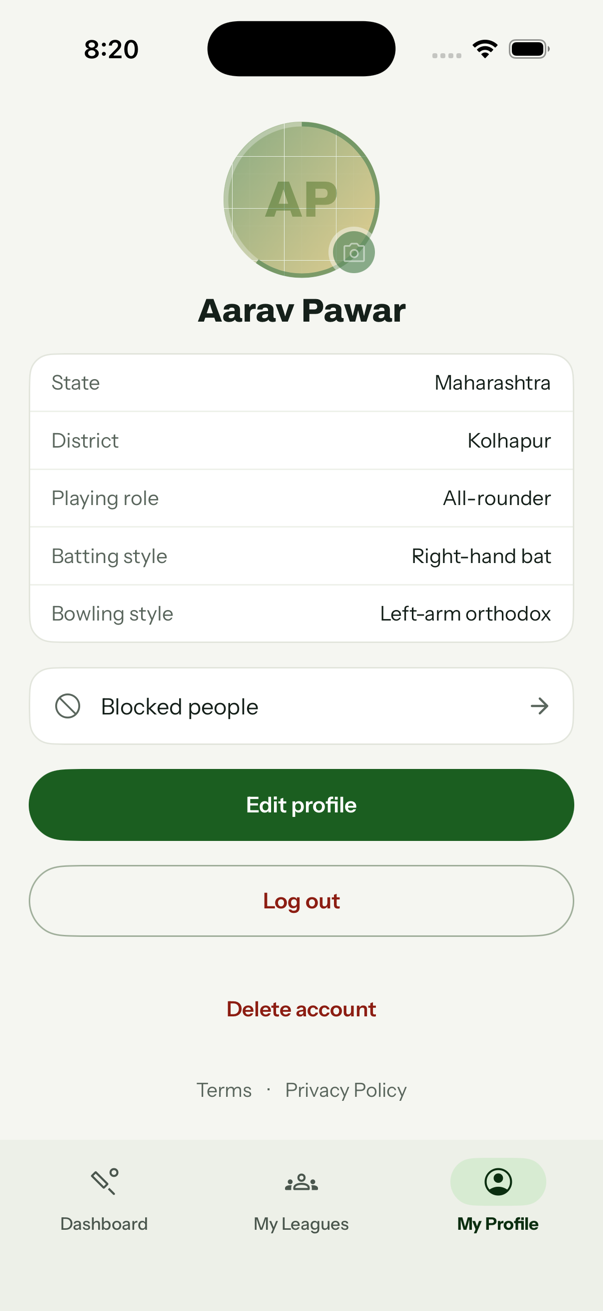 8:20
AP
Aarav Pawar
State Maharashtra
District Kolhapur
Playing role All-rounder
Batting style Right-hand bat
Bowling style Left-arm orthodox
Blocked people
Edit profile
Log out
Delete account
Terms · Privacy Policy
Dashboard My Leagues My Profile